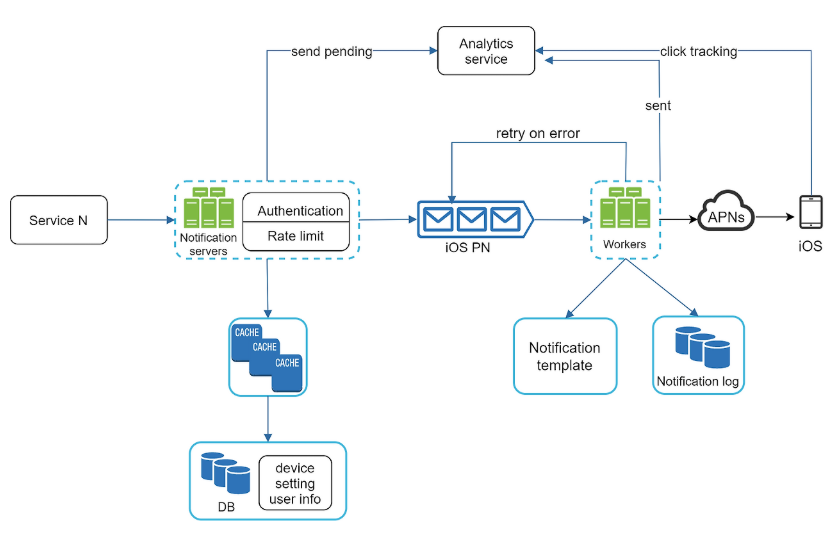 Analytics
service
send pending
click tracking
sent
retry on error
Service N
Notification
servers
Authentication
Rate limit
iOS PN
Workers
APNs
iOS
CACHE
CACHE
CACHE
Notification
template
Notification log
DB
device
setting
user info